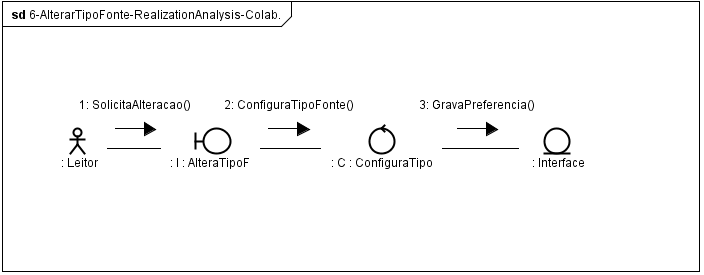 sd 6-AlterarTipoFonte-RealizationAnalysis-Colab.
1: SolicitaAlteracao() 2: ConfiguraTipoFonte() 3: GravaPreferencia()
: Leitor : I : AlteraTipoF : C : ConfiguraTipo : Interface